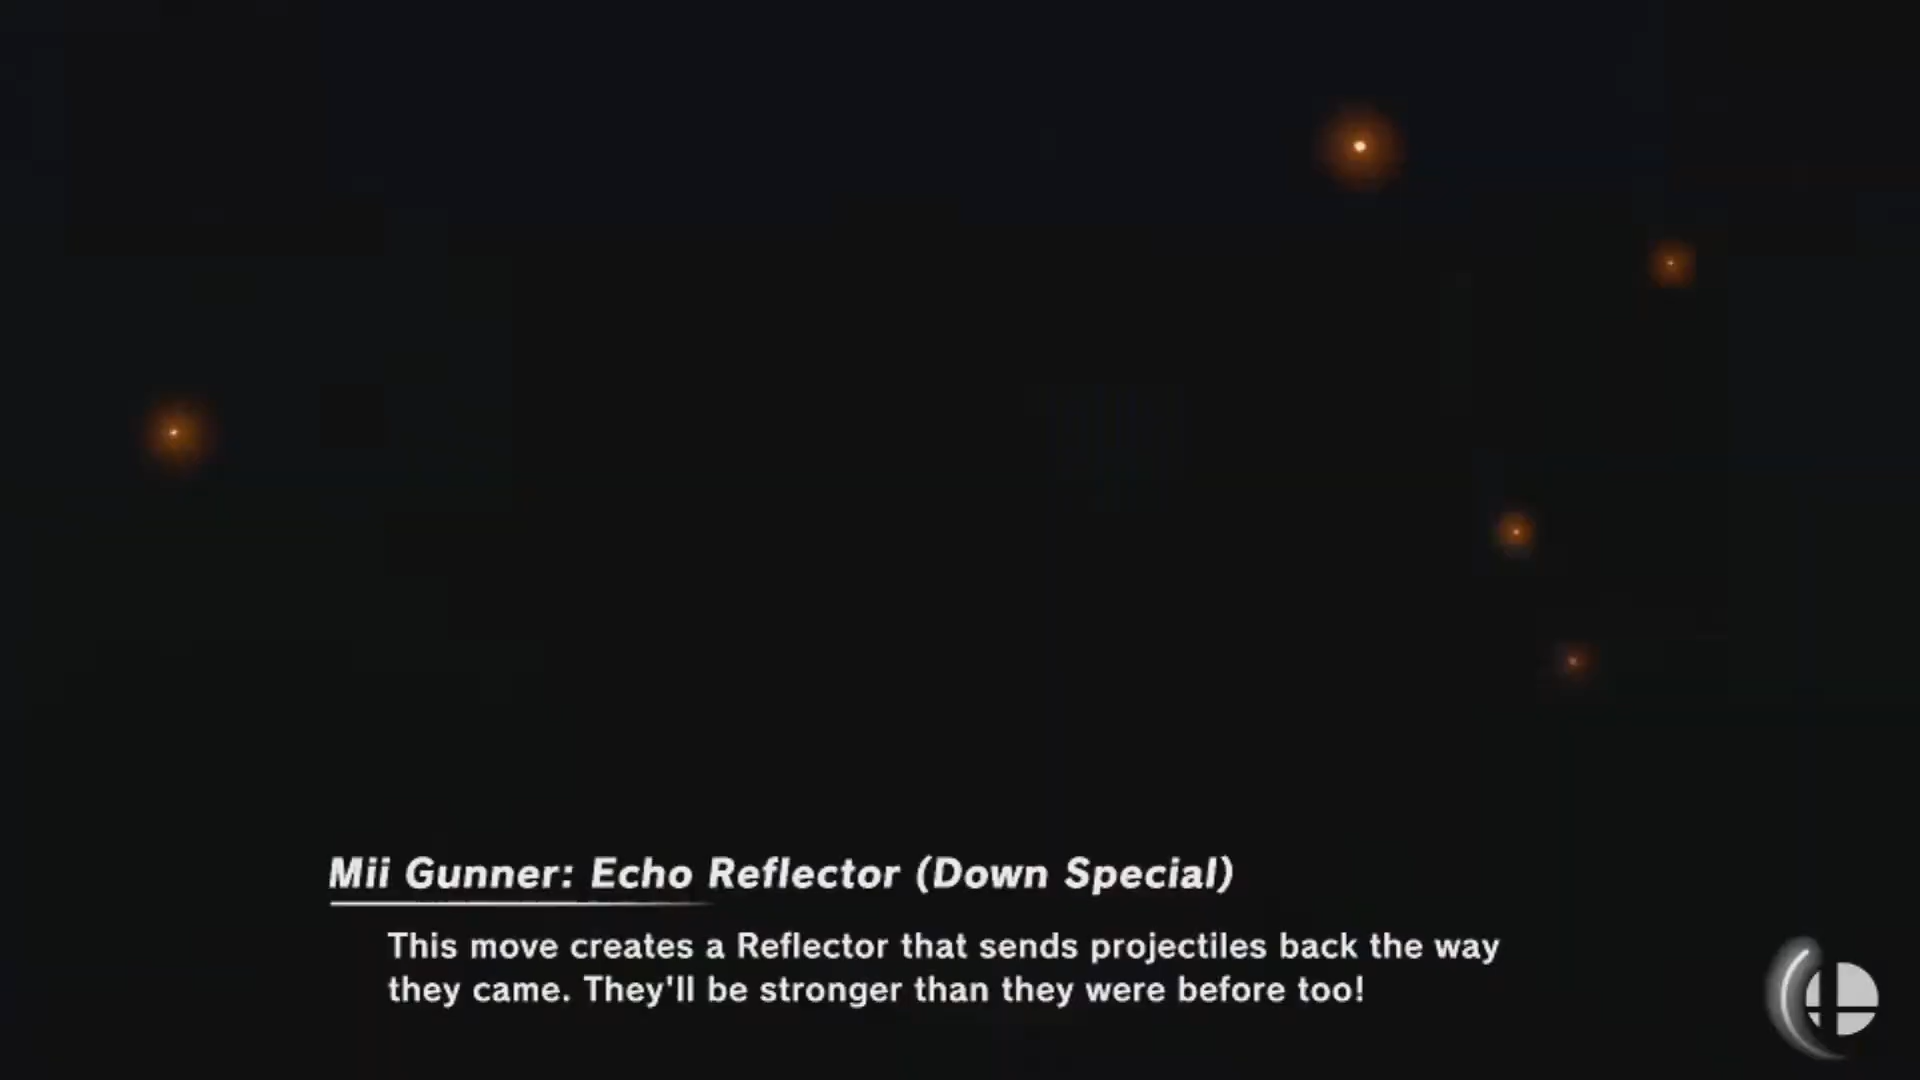 Mii Gunner: Echo Reflector (Down Special)
This move creates a Reflector that sends projectiles back the way
they came. They'll be stronger than they were before too!